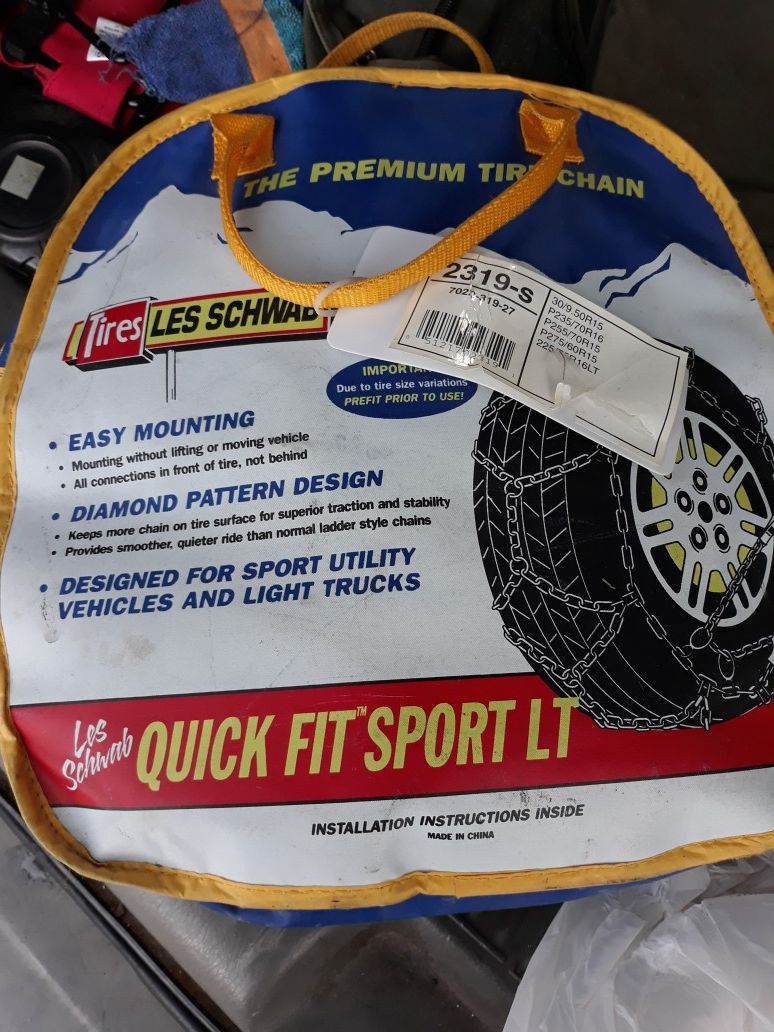 THE PREMIUM TIRE CHAIN
2319-S
30/9.50R15
P235/70R16
P255/70R15
P275/60R15
Tires LES SCHWAB
IMPORTANT
Due to tire size variations
PREFIT PRIOR TO USE!
• EASY MOUNTING
• Mounting without lifting or moving vehicle
• All connections in front of tire, not behind
• DIAMOND PATTERN DESIGN
• Keeps more chain on tire surface for superior traction and stability
• Provides smoother, quieter ride than normal ladder style chains
• DESIGNED FOR SPORT UTILITY
VEHICLES AND LIGHT TRUCKS
Les
Schwab
QUICK FIT™ SPORT LT
INSTALLATION INSTRUCTIONS INSIDE
MADE IN CHINA